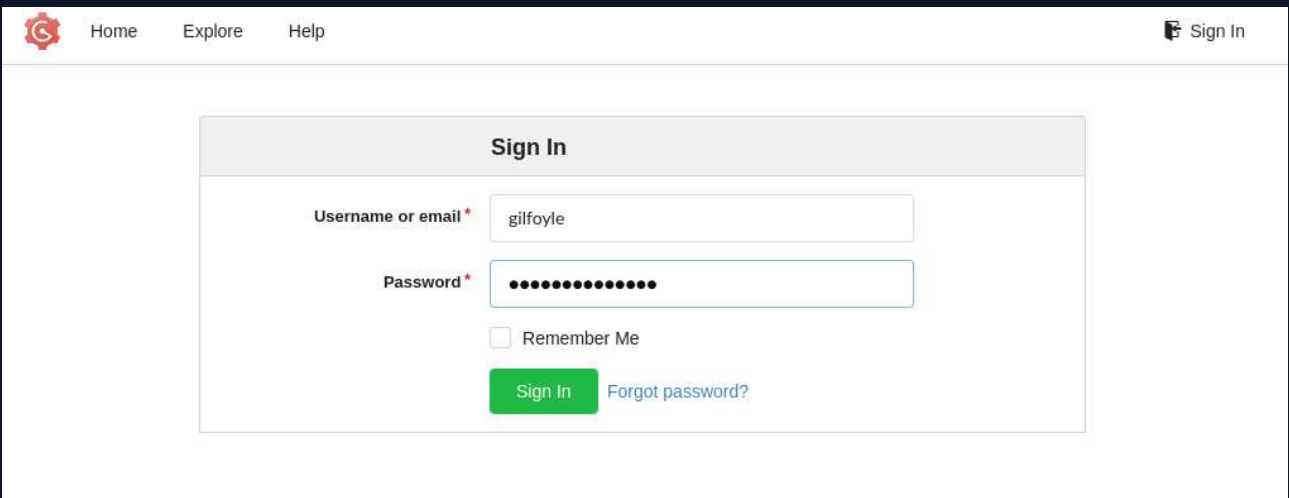 Home Explore Help Sign In
Sign In
Username or email* gilfoyle
Password* ••••••••••••••
Remember Me
Sign In Forgot password?